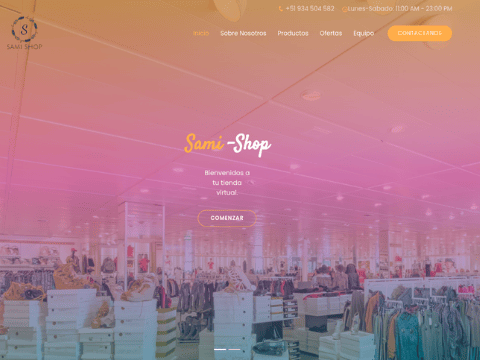 +51 934 504 582 Lunes-Sabado: 11:00 AM - 23:00 PM
S
SAMI SHOP
Inicio Sobre Nosotros Productos Ofertas Equipo CONTACTANOS
Sami -Shop
Bienvenidos a
tu tienda
virtual
COMENZAR